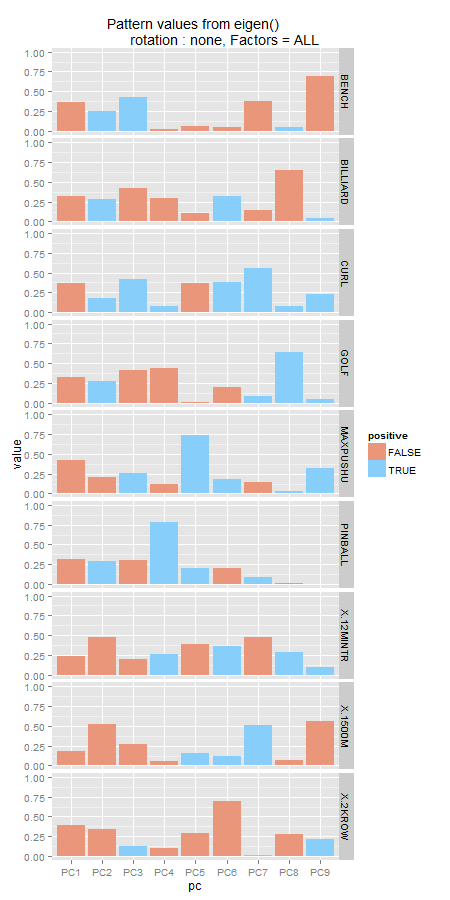 Pattern values from eigen()
rotation : none, Factors = ALL
1.00
0.75
0.50
0.25
0.00
BENCH
1.00
0.75
0.50
0.25
0.00
BILLIARD
1.00
0.75
0.50
0.25
0.00
CURL
1.00
0.75
0.50
0.25
0.00
GOLF
1.00
0.75
0.50
0.25
0.00
MAXPUSHU
1.00
0.75
0.50
0.25
0.00
PINBALL
1.00
0.75
0.50
0.25
0.00
X.12MINTR
1.00
0.75
0.50
0.25
0.00
X.1500M
1.00
0.75
0.50
0.25
0.00
X.2KROW
value
PC1 PC2 PC3 PC4 PC5 PC6 PC7 PC8 PC9
pc
positive
FALSE
TRUE